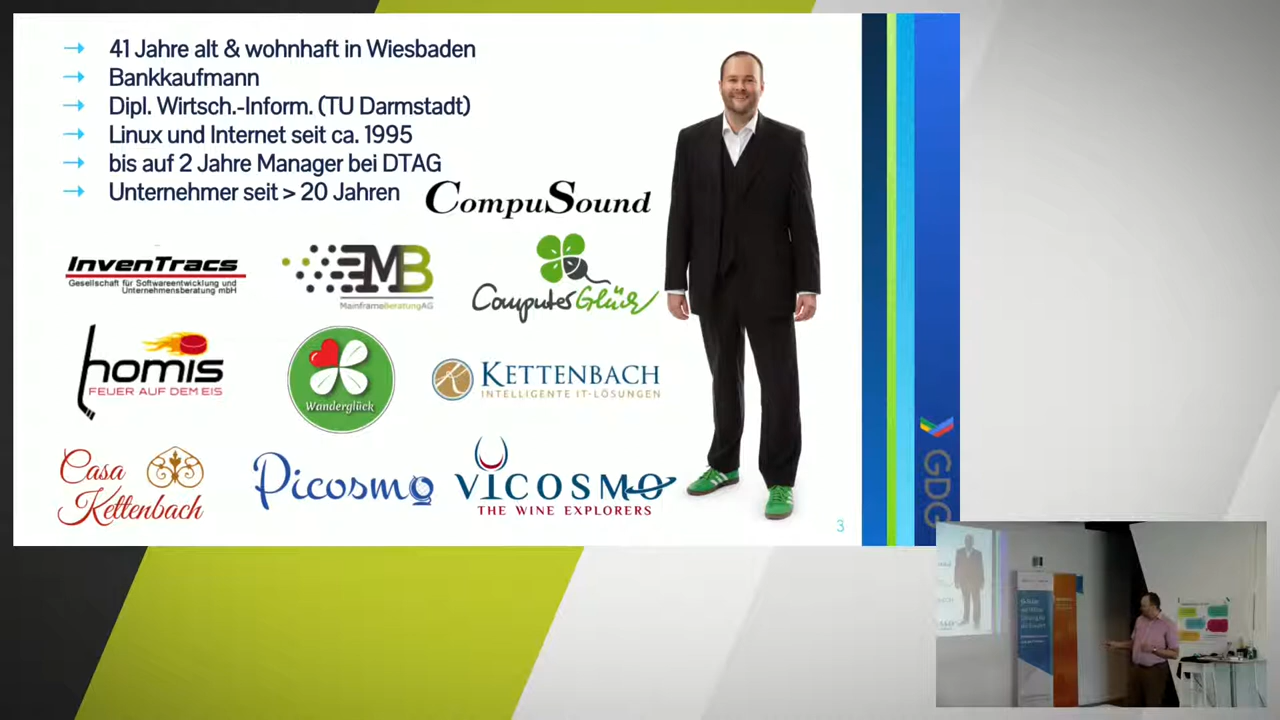 41 Jahre alt & wohnhaft in Wiesbaden
Bankkaufmann
Dipl. Wirtsch.-Inform. (TU Darmstadt)
Linux und Internet seit ca. 1995
bis auf 2 Jahre Manager bei DTAG
Unternehmer seit > 20 Jahren
CompuSound
InvenTracs
Gesellschaft für Softwareentwicklung und
Unternehmensberatung mbH
MB
MainframeBeratungAG
ComputerGlück
homis
FEUER AUF DEM EIS
Wanderglück
K
KETTENBACH
INTELLIGENTE IT-LÖSUNGEN
Casa
Kettenbach
Picosmo
VICOSMO
THE WINE EXPLORERS
3
GDG